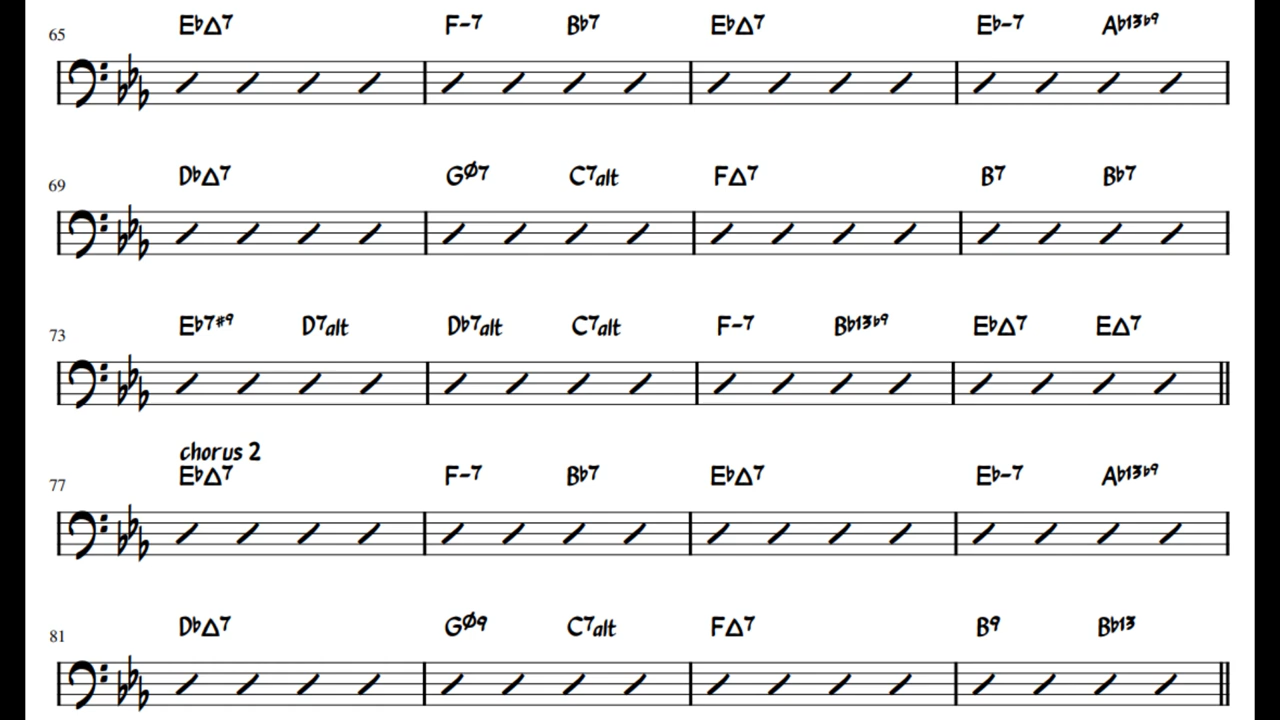 65 E♭Δ7 F-7 B♭7 E♭Δ7 E♭-7 A♭13♭9
69 D♭Δ7 GØ7 C7alt FΔ7 B7 B♭7
73 E♭7#9 D7alt D♭7alt C7alt F-7 B♭13♭9 E♭Δ7 EΔ7
chorus 2
77 E♭Δ7 F-7 B♭7 E♭Δ7 E♭-7 A♭13♭9
81 D♭Δ7 GØ9 C7alt FΔ7 B9 B♭13